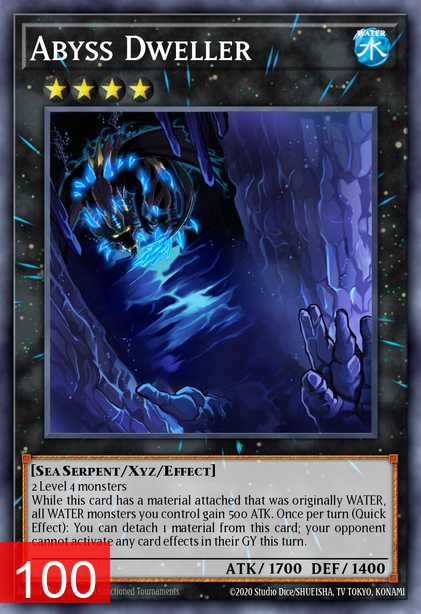 Abyss Dweller
WATER
水
[Sea Serpent/Xyz/Effect]
2 Level 4 monsters
While this card has a material attached that was originally WATER,
all WATER monsters you control gain 500 ATK. Once per turn (Quick
Effect): You can detach 1 material from this card; your opponent
cannot activate any card effects in their GY this turn.
ATK/1700 DEF/1400
100
Tournaments
©2020 Studio Dice/SHUEISHA, TV TOKYO, KONAMI